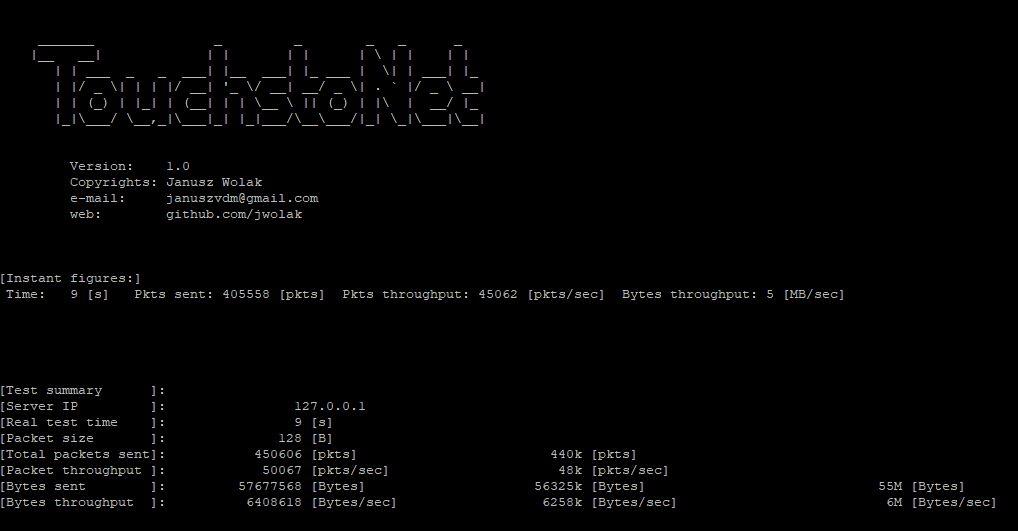 TouchstoNet
Version: 1.0
Copyrights: Janusz Wolak
e-mail: januszvdm@gmail.com
web: github.com/jwolak
[Instant figures:]
Time: 9 [s] Pkts sent: 405558 [pkts] Pkts throughput: 45062 [pkts/sec] Bytes throughput: 5 [MB/sec]
[Test summary ]:
[Server IP ]: 127.0.0.1
[Real test time ]: 9 [s]
[Packet size ]: 128 [B]
[Total packets sent]: 450606 [pkts] 440k [pkts]
[Packet throughput ]: 50067 [pkts/sec] 48k [pkts/sec]
[Bytes sent ]: 57677568 [Bytes] 56325k [Bytes] 55M [Bytes]
[Bytes throughput ]: 6408618 [Bytes/sec] 6258k [Bytes/sec] 6M [Bytes/sec]